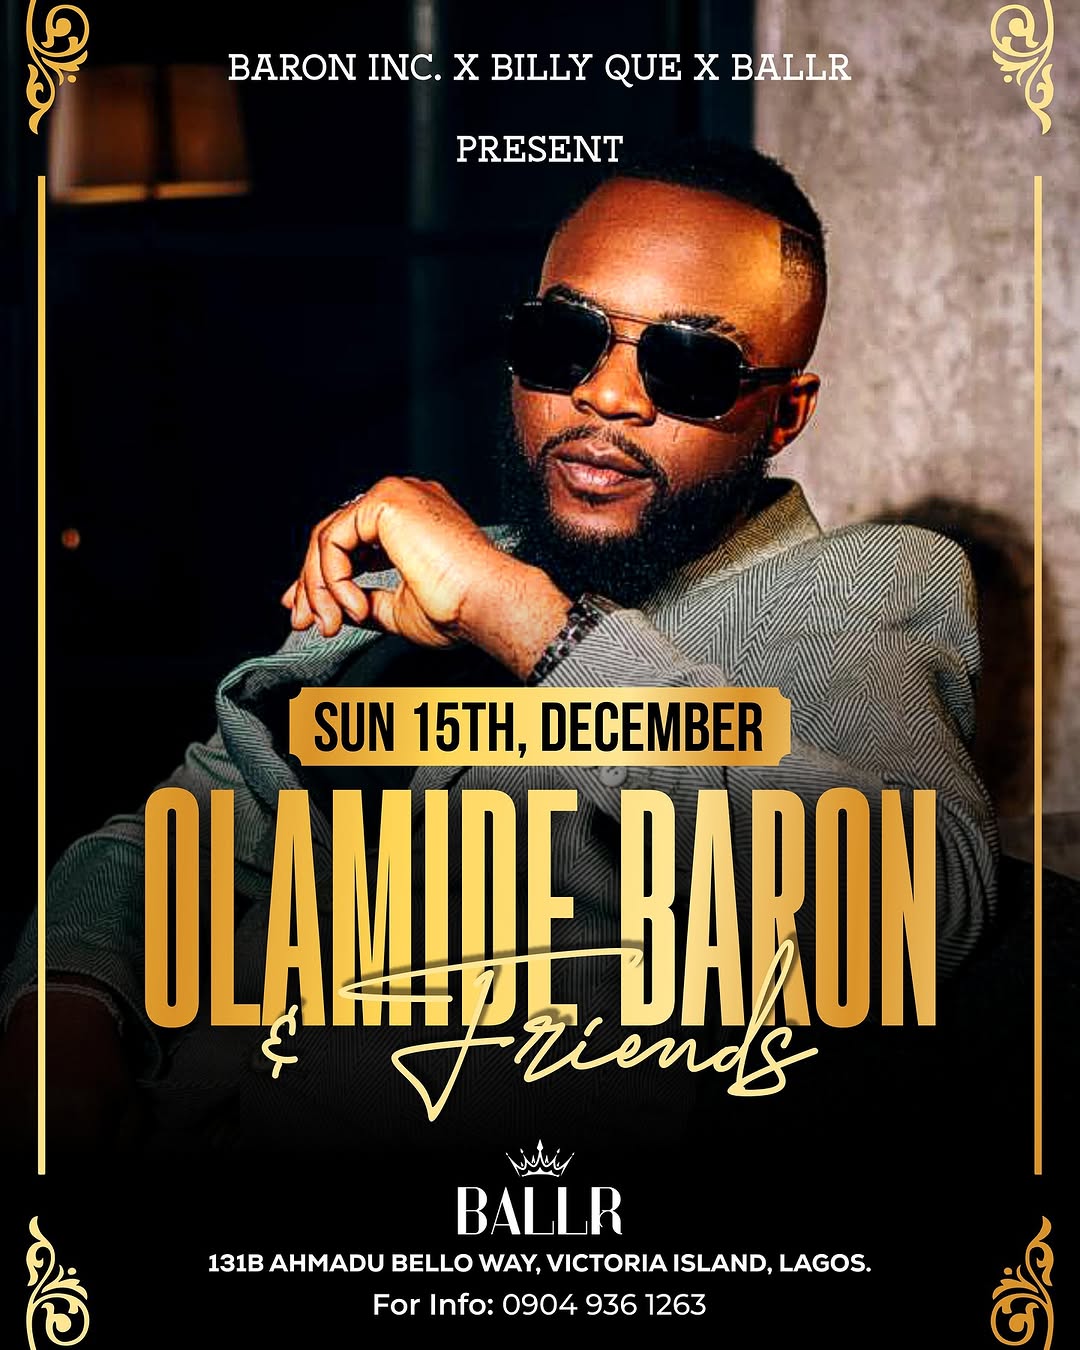 BARON INC. X BILLY QUE X BALLR
PRESENT
SUN 15TH, DECEMBER
OLAMIDE BARON
& Friends
BALLR
131B AHMADU BELLO WAY, VICTORIA ISLAND, LAGOS.
For Info: 0904 936 1263